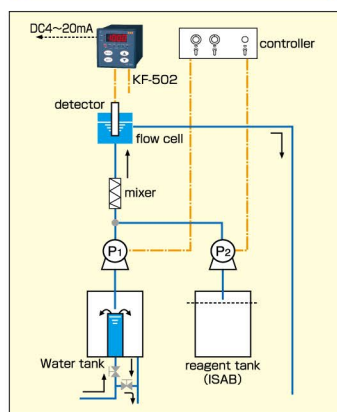 DC4~20mA
KF-502
controller
detector
flow cell
mixer
P1
P2
Water tank
reagent tank
(ISAB)